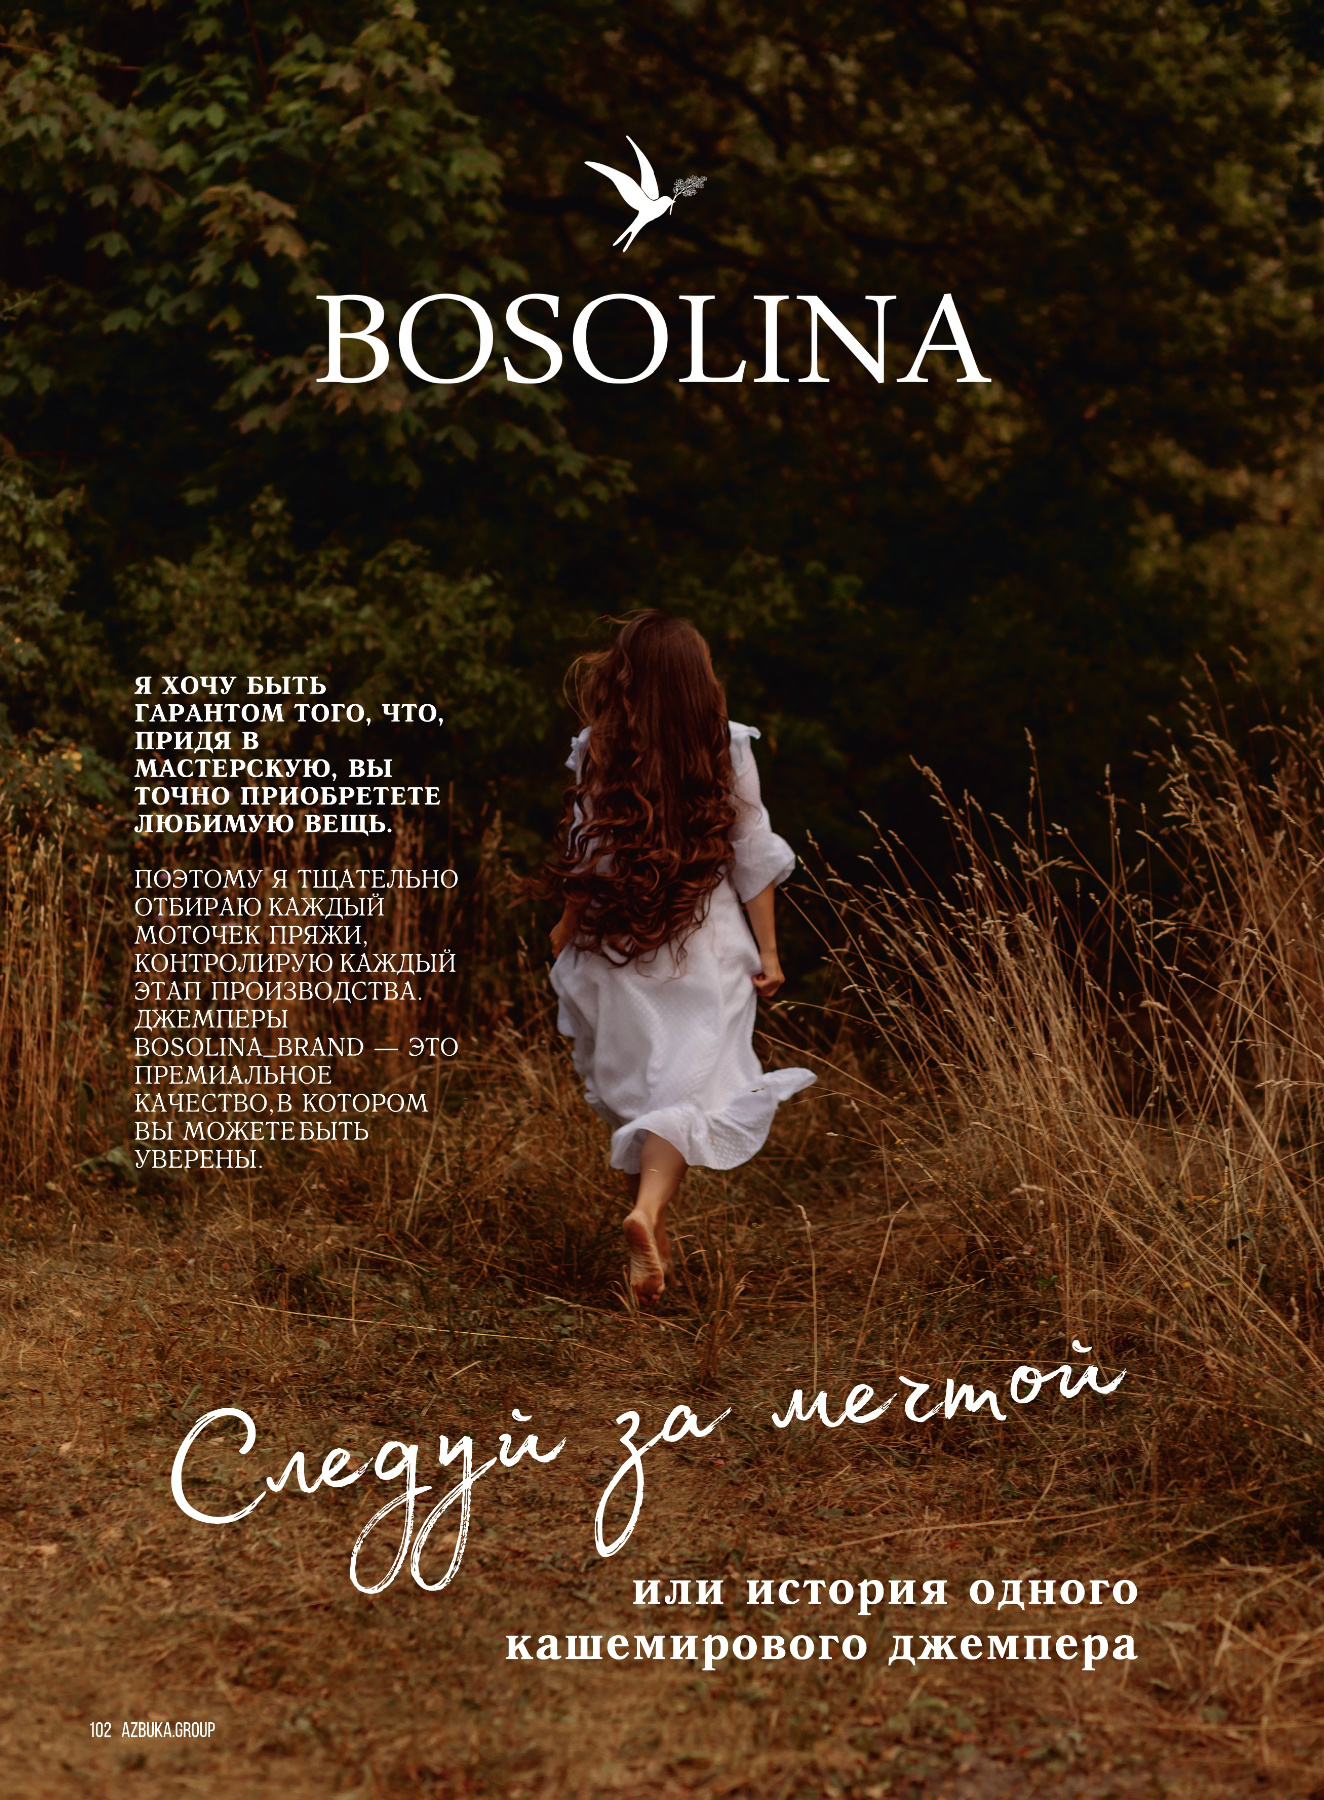 BOSOLINA
Я ХОЧУ БЫТЬ
ГАРАНТОМ ТОГО, ЧТО,
ПРИДЯ В
МАСТЕРСКУЮ, ВЫ
ТОЧНО ПРИОБРЕТЕТЕ
ЛЮБИМУЮ ВЕЩЬ.
ПОЭТОМУ Я ТЩАТЕЛЬНО
ОТБИРАЮ КАЖДЫЙ
МОТОЧЕК ПРЯЖИ,
КОНТРОЛИРУЮ КАЖДЫЙ
ЭТАП ПРОИЗВОДСТВА.
ДЖЕМПЕРЫ
BOSOLINA_BRAND — ЭТО
ПРЕМИАЛЬНОЕ
КАЧЕСТВО,В КОТОРОМ
ВЫ МОЖЕТЕ БЫТЬ
УВЕРЕНЫ.
Следуй за мечтой
или история одного
кашемирового джемпера
102 AZBUKA.GROUP